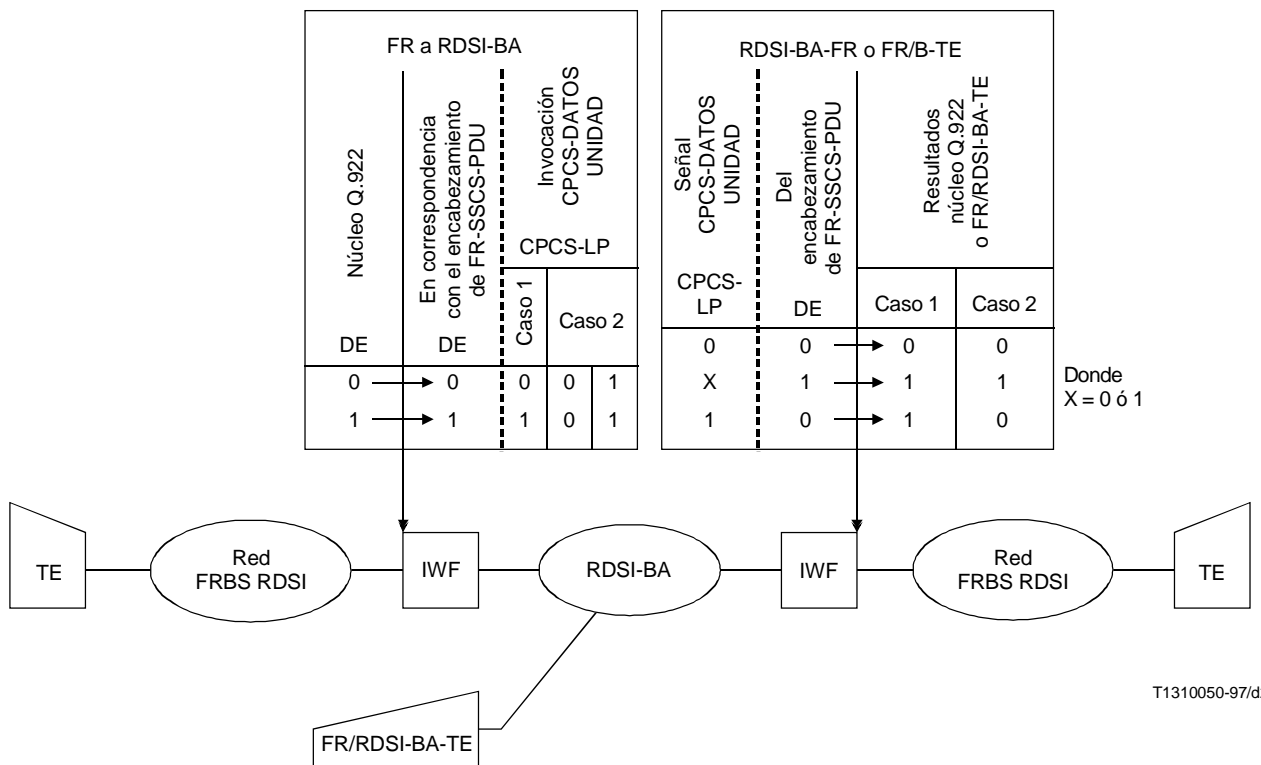 FR a RDSI-BA
Núcleo Q.922
En correspondencia
con el encabezamiento
de FR-SSCS-PDU
Invocación
CPCS-DATOS
UNIDAD
CPCS-LP
Caso 1
Caso 2
DE
DE
0 0 0 0 1
1 1 1 0 1
RDSI-BA-FR o FR/B-TE
Señal
CPCS-DATOS
UNIDAD
Del
encabezamiento
de FR-SSCS-PDU
Resultados
núcleo Q.922
o FR/RDSI-BA-TE
CPCS-
LP
DE
Caso 1
Caso 2
0 0 0 0
X 1 1 1
1 0 1 0
Donde
X = 0 ó 1
TE
Red
FRBS RDSI
IWF
RDSI-BA
IWF
Red
FRBS RDSI
TE
T1310050-97/d
FR/RDSI-BA-TE